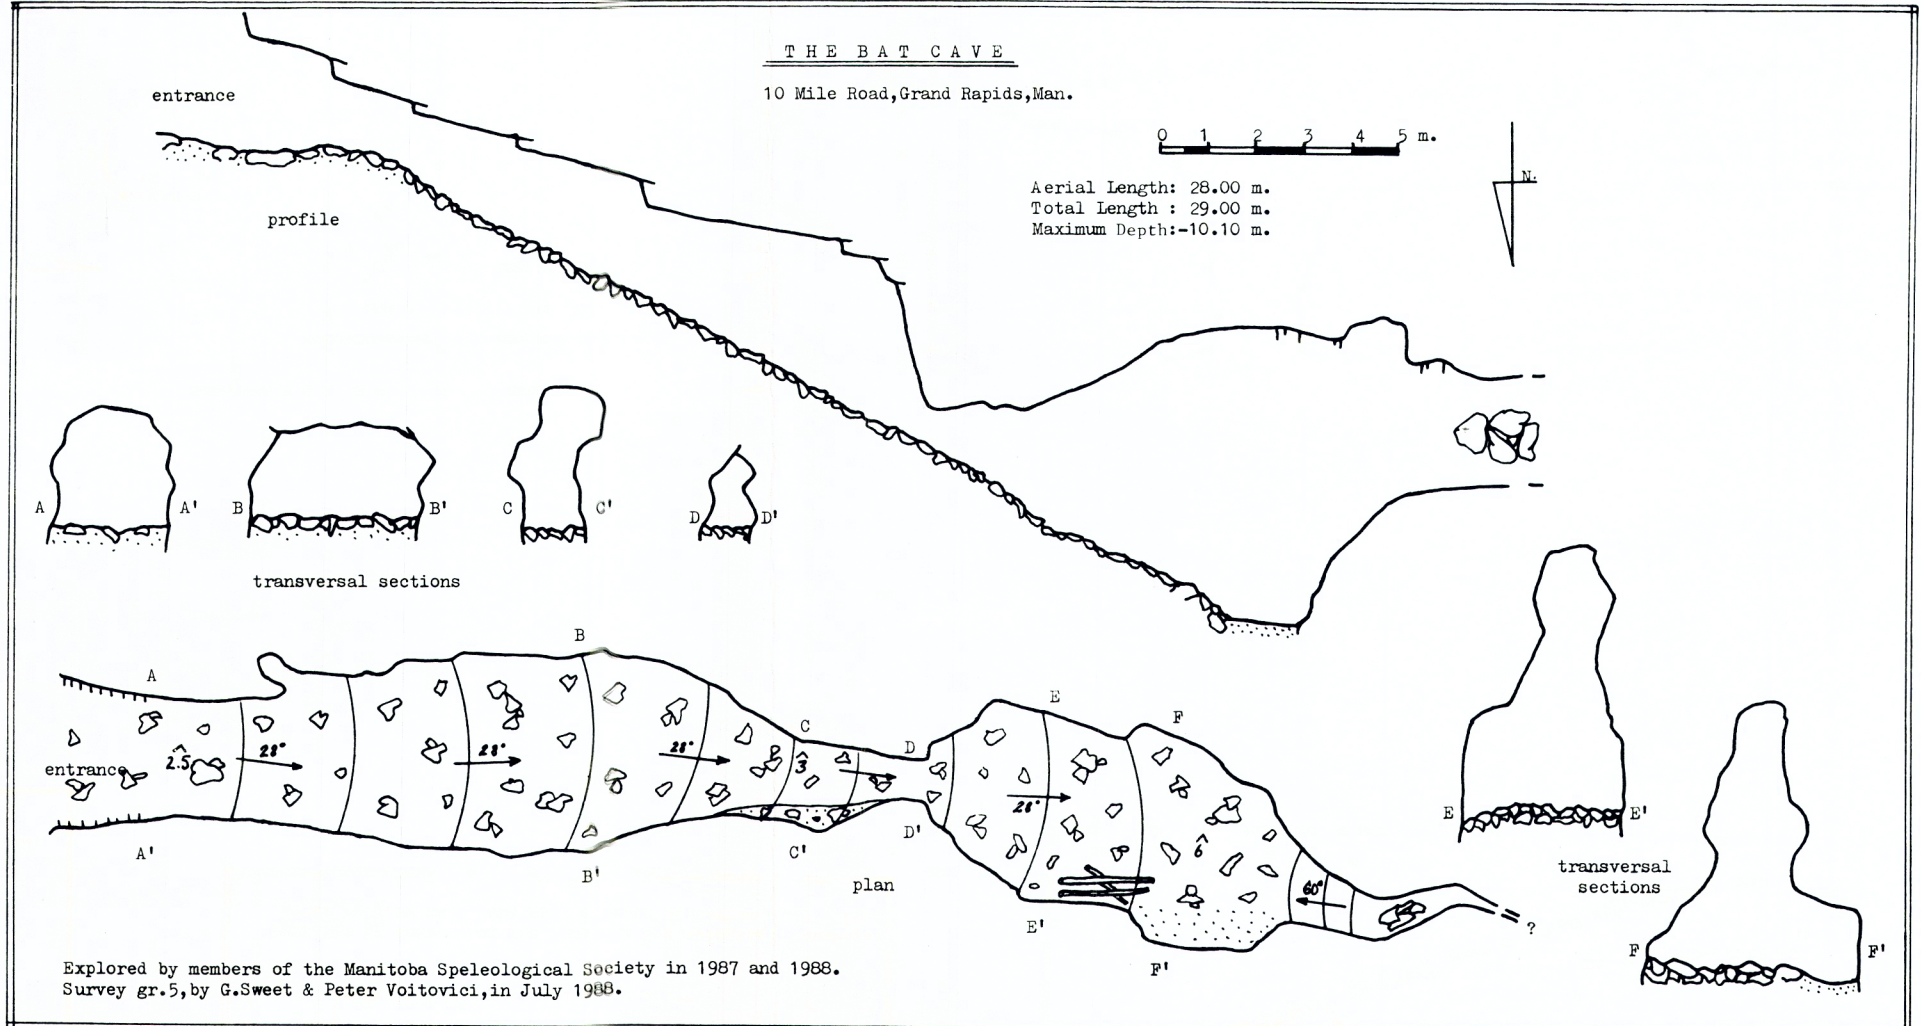 THE BAT CAVE
10 Mile Road,Grand Rapids,Man.
entrance
0 1 2 3 4 5 m.
N.
Aerial Length: 28.00 m.
Total Length : 29.00 m.
Maximum Depth:-10.10 m.
profile
A A' B B' C C' D D'
transversal sections
B
A
C
D
E
F
2.5
28°
28°
28°
3
28°
6
60°
entrance
A'
B'
C'
D'
E'
F'
?
plan
E E'
transversal
sections
F F'
Explored by members of the Manitoba Speleological Society in 1987 and 1988.
Survey gr.5,by G.Sweet & Peter Voitovici,in July 1988.